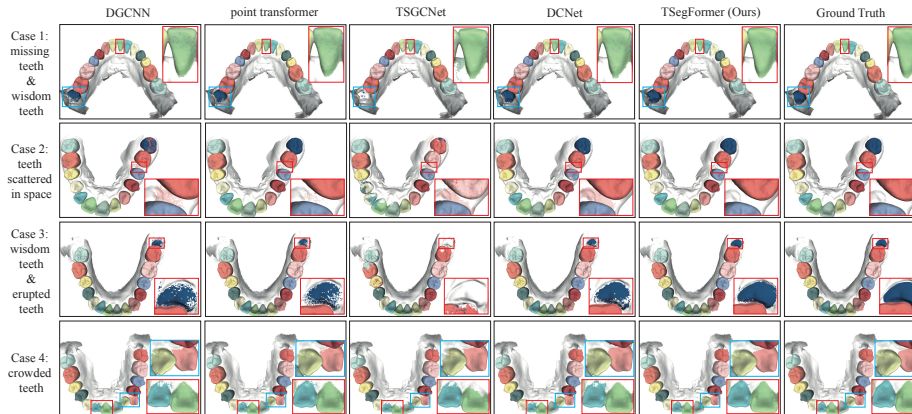 DGCNN
point transformer
TSGCNet
DCNet
TSegFormer (Ours)
Ground Truth
Case 1:
missing
teeth
&
wisdom
teeth
Case 2:
teeth
scattered
in space
Case 3:
wisdom
teeth
&
erupted
teeth
Case 4:
crowded
teeth